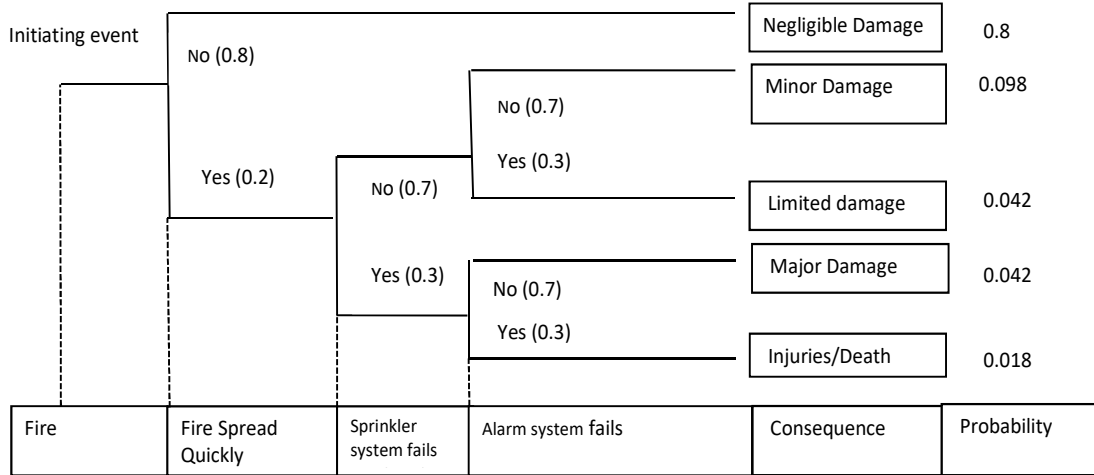 Initiating event
Negligible Damage
0.8
No (0.8)
Minor Damage
0.098
No (0.7)
Yes (0.3)
Yes (0.2)
No (0.7)
Limited damage
0.042
Yes (0.3)
Major Damage
0.042
No (0.7)
Yes (0.3)
Injuries/Death
0.018
Fire
Fire Spread
Quickly
Sprinkler
system fails
Alarm system fails
Consequence
Probability